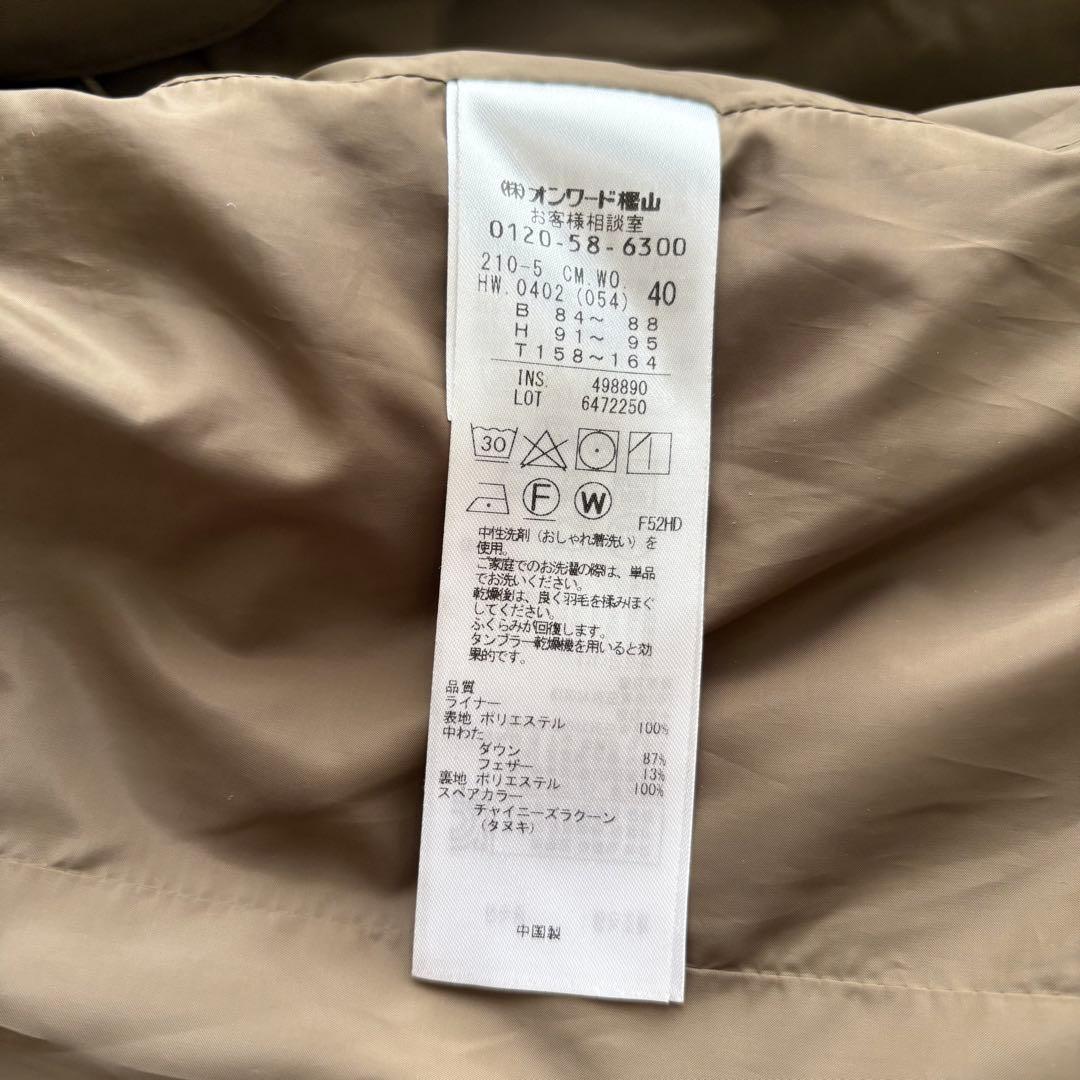 (株)オンワード樫山
お客様相談室
0120-58-6300
210-5 CM.WO.
HW.0402 (054) 40
B 84〜 88
H 91〜 95
T 158〜164
INS. 498890
LOT 6472250
30
F W F52HD
中性洗剤（おしゃれ着洗い）を
使用。
ご家庭でのお洗濯の際は、単品
でお洗いください。
乾燥後は、良く羽毛を揉みほぐ
してください。
ふくらみが回復します。
タンブラー乾燥機を用いると効
果的です。
品質
ライナー
表地 ポリエステル 100%
中わた
ダウン 87%
フェザー 13%
裏地 ポリエステル 100%
スペアカラー
チャイニーズラクーン
（タヌキ）
中国製